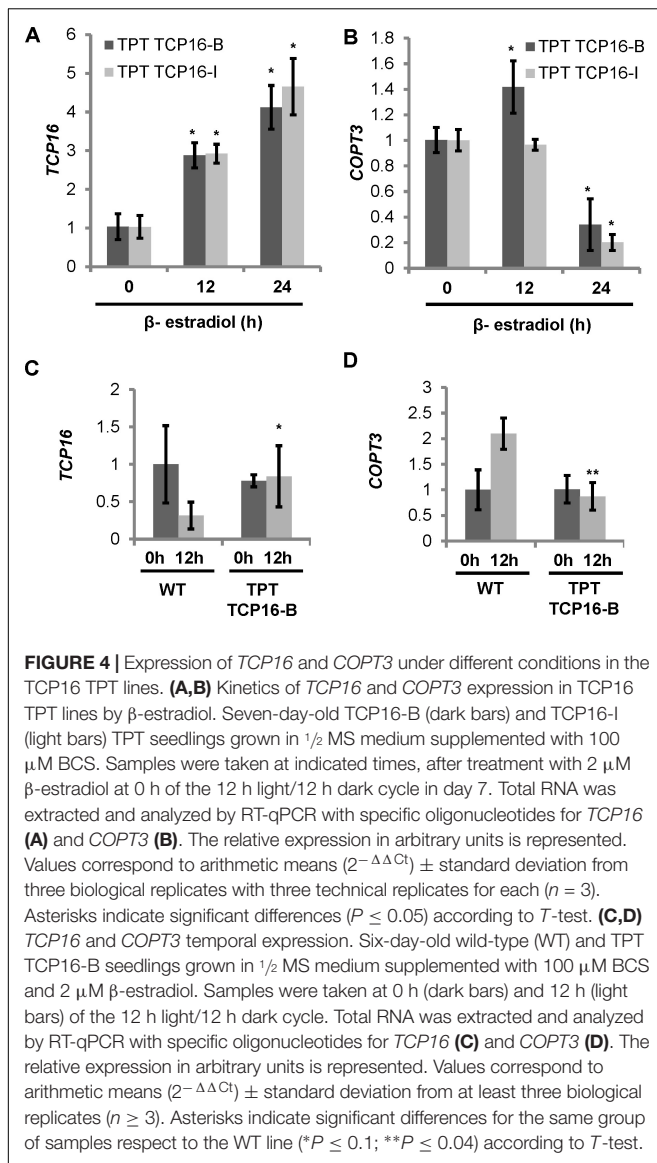 A
TPT TCP16-B
TPT TCP16-I
TCP16
6
5
4
3
2
1
0
* *
* *
0 12 24
β- estradiol (h)
B
TPT TCP16-B
TPT TCP16-I
COPT3
1.8
1.6
1.4
1.2
1
0.8
0.6
0.4
0.2
0
*
* *
0 12 24
β- estradiol (h)
C
TCP16
2
1.5
1
0.5
0
*
0h 12h 0h 12h
WT TPT
TCP16-B
D
COPT3
3
2.5
2
1.5
1
0.5
0
**
0h 12h 0h 12h
WT TPT
TCP16-B
FIGURE 4 | Expression of TCP16 and COPT3 under different conditions in the
TCP16 TPT lines. (A,B) Kinetics of TCP16 and COPT3 expression in TCP16
TPT lines by β-estradiol. Seven-day-old TCP16-B (dark bars) and TCP16-I
(light bars) TPT seedlings grown in 1/2 MS medium supplemented with 100
μM BCS. Samples were taken at indicated times, after treatment with 2 μM
β-estradiol at 0 h of the 12 h light/12 h dark cycle in day 7. Total RNA was
extracted and analyzed by RT-qPCR with specific oligonucleotides for TCP16
(A) and COPT3 (B). The relative expression in arbitrary units is represented.
Values correspond to arithmetic means (2−ΔΔCt) ± standard deviation from
three biological replicates with three technical replicates for each (n = 3).
Asterisks indicate significant differences (P ≤ 0.05) according to T-test. (C,D)
TCP16 and COPT3 temporal expression. Six-day-old wild-type (WT) and TPT
TCP16-B seedlings grown in 1/2 MS medium supplemented with 100 μM BCS
and 2 μM β-estradiol. Samples were taken at 0 h (dark bars) and 12 h (light
bars) of the 12 h light/12 h dark cycle. Total RNA was extracted and analyzed
by RT-qPCR with specific oligonucleotides for TCP16 (C) and COPT3 (D). The
relative expression in arbitrary units is represented. Values correspond to
arithmetic means (2−ΔΔCt) ± standard deviation from at least three biological
replicates (n ≥ 3). Asterisks indicate significant differences for the same group
of samples respect to the WT line (*P ≤ 0.1; **P ≤ 0.04) according to T-test.